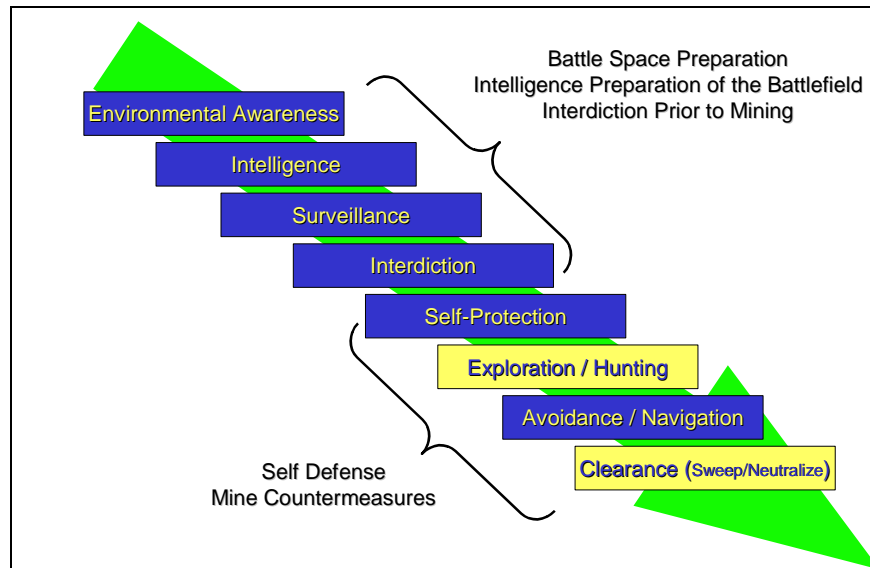 Battle Space Preparation
Intelligence Preparation of the Battlefield
Interdiction Prior to Mining
Environmental Awareness
Intelligence
Surveillance
Interdiction
Self-Protection
Exploration / Hunting
Avoidance / Navigation
Clearance (Sweep/Neutralize)
Self Defense
Mine Countermeasures